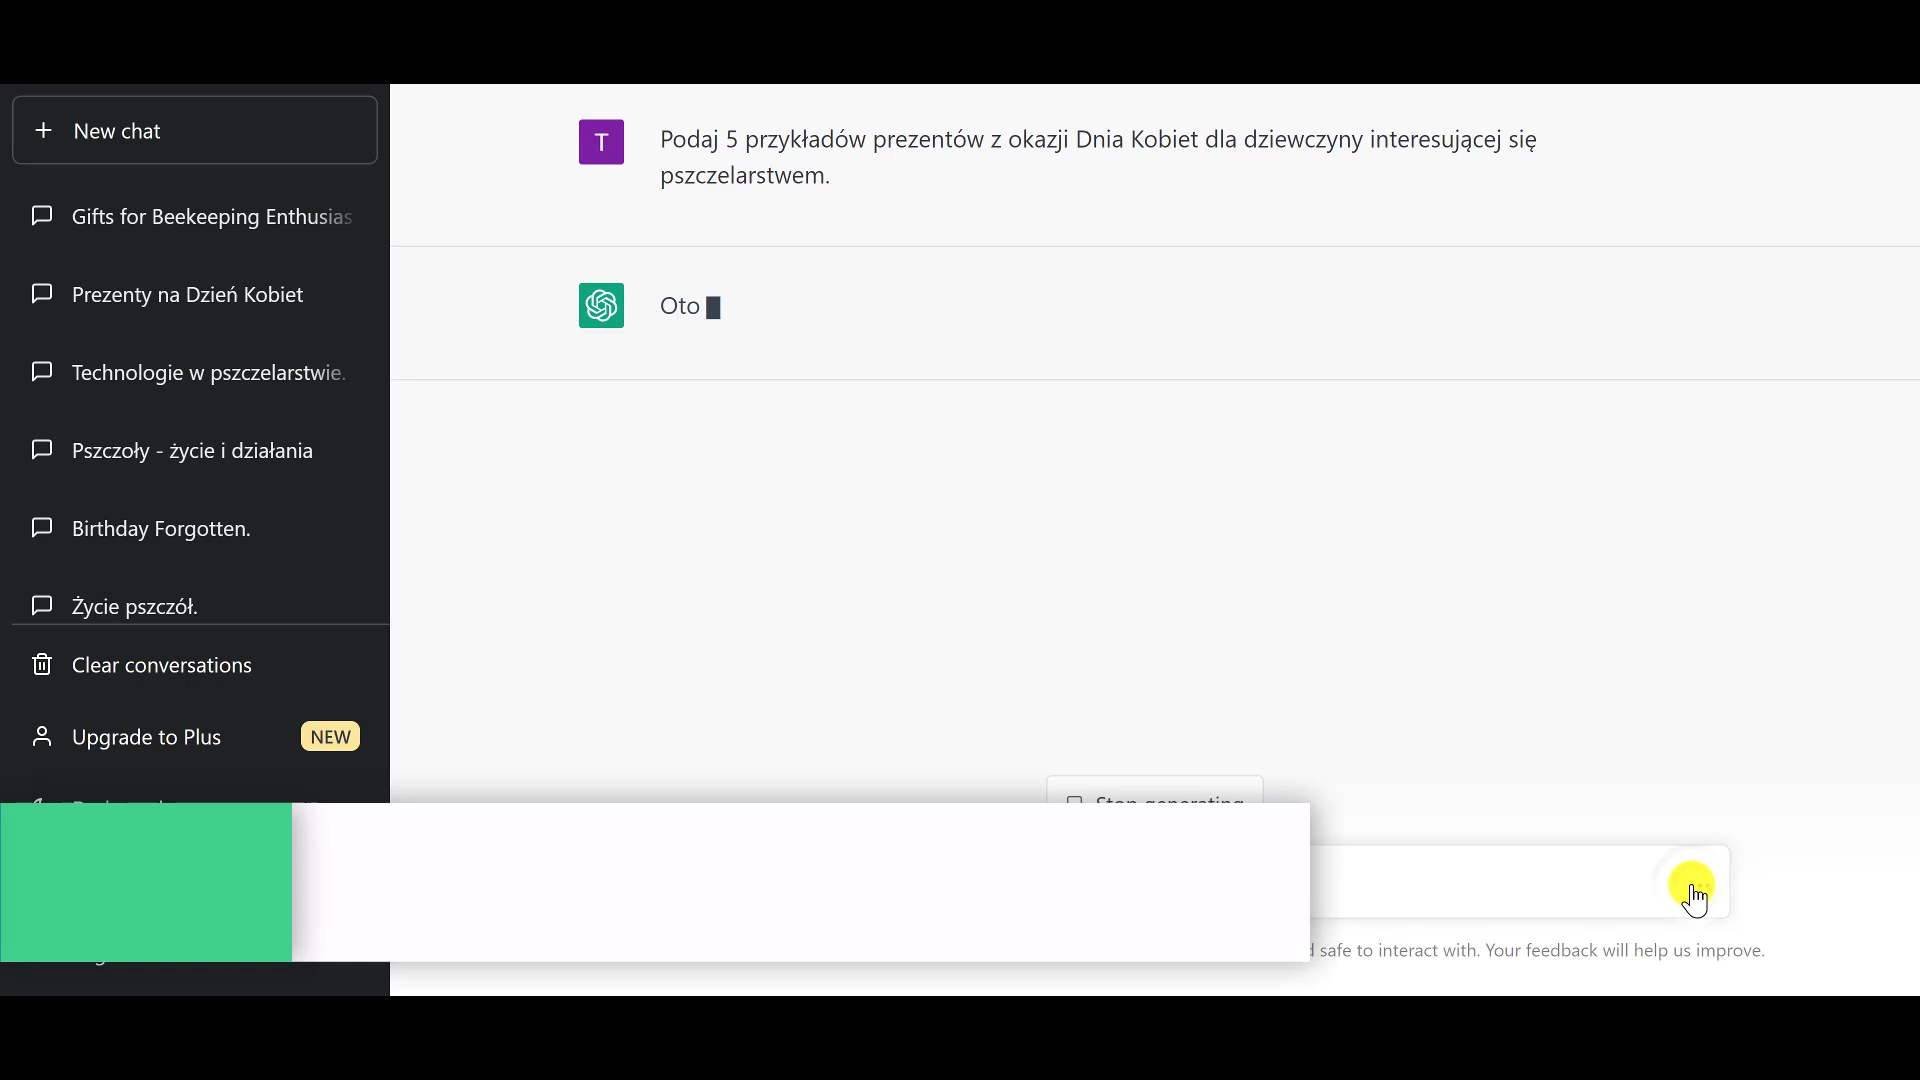 New chat
Gifts for Beekeeping Enthusias
Prezenty na Dzień Kobiet
Technologie w pszczelarstwie.
Pszczoły - życie i działania
Birthday Forgotten.
Życie pszczół.
Clear conversations
Upgrade to Plus NEW
T
Podaj 5 przykładów prezentów z okazji Dnia Kobiet dla dziewczyny interesującej się
pszczelarstwem.
Oto
Stop generating
safe to interact with. Your feedback will help us improve.